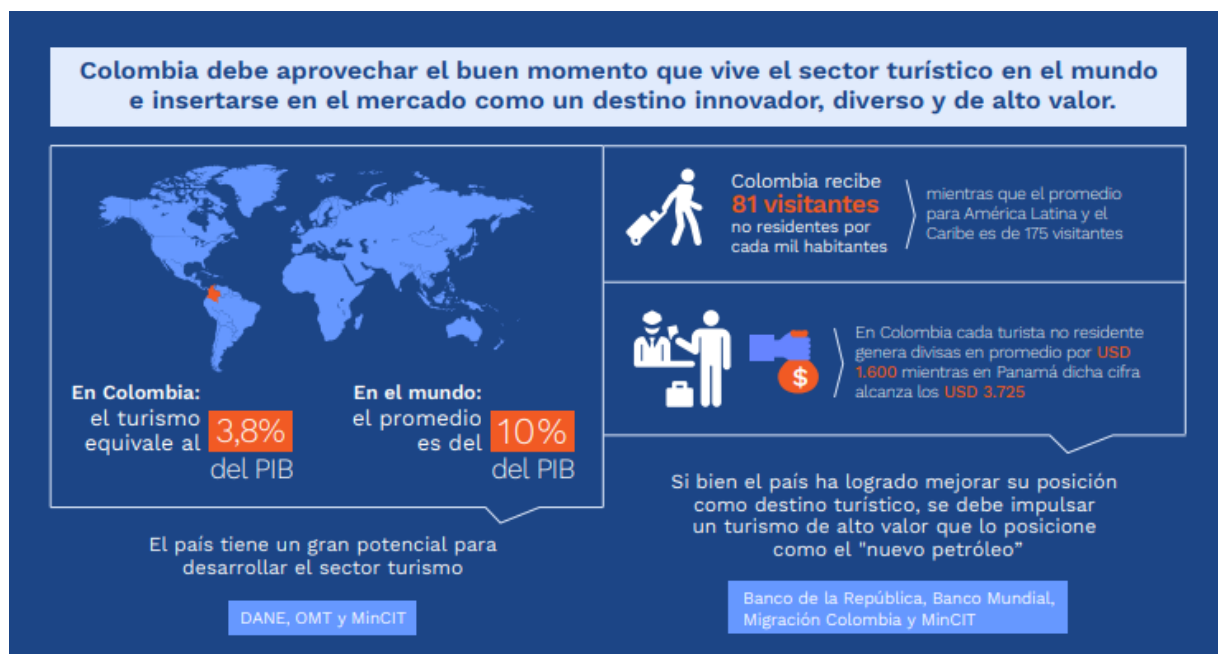 Colombia debe aprovechar el buen momento que vive el sector turístico en el mundo
e insertarse en el mercado como un destino innovador, diverso y de alto valor.
En Colombia:
el turismo
equivale al
3,8%
del PIB
En el mundo:
el promedio
es del
10%
del PIB
El país tiene un gran potencial para
desarrollar el sector turismo
DANE, OMT y MinCIT
Colombia recibe
81 visitantes
no residentes por
cada mil habitantes
mientras que el promedio
para América Latina y el
Caribe es de 175 visitantes
$
En Colombia cada turista no residente
genera divisas en promedio por USD
1.600 mientras en Panamá dicha cifra
alcanza los USD 3.725
Si bien el país ha logrado mejorar su posición
como destino turístico, se debe impulsar
un turismo de alto valor que lo posicione
como el "nuevo petróleo”
Banco de la República, Banco Mundial,
Migración Colombia y MinCIT